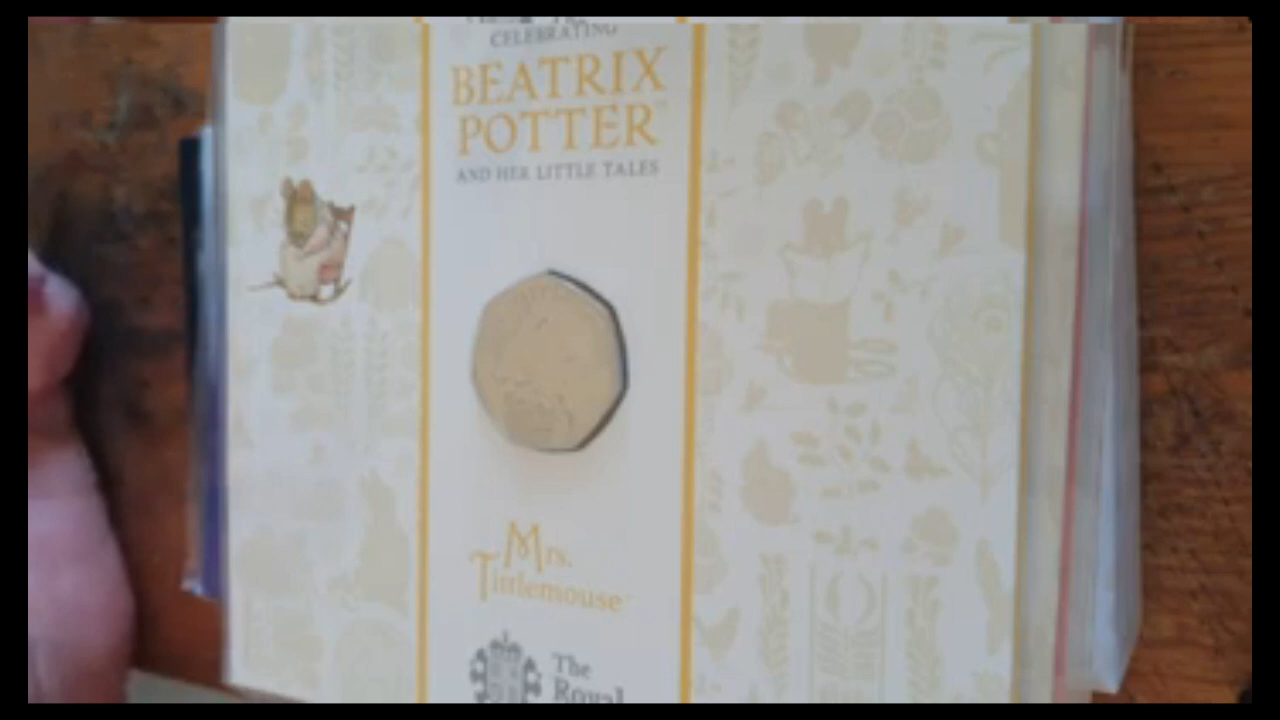 CELEBRATING
BEATRIX
POTTER
AND HER LITTLE TALES
Mrs.
Tittlemouse
The
Royal